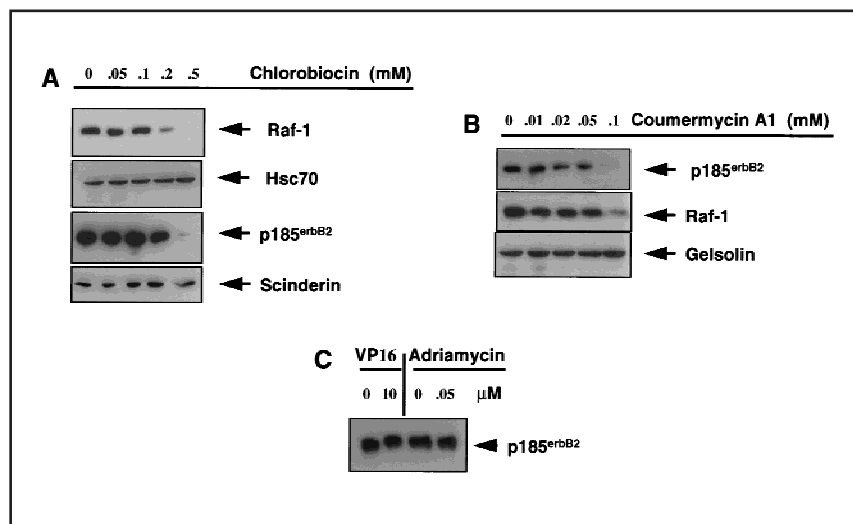 A
0 .05 .1 .2 .5 Chlorobiocin (mM)
Raf-1
Hsc70
p185erbB2
Scinderin
B
0 .01 .02 .05 .1 Coumermycin A1 (mM)
p185erbB2
Raf-1
Gelsolin
C
VP16 Adriamycin
0 10 0 .05 µM
p185erbB2